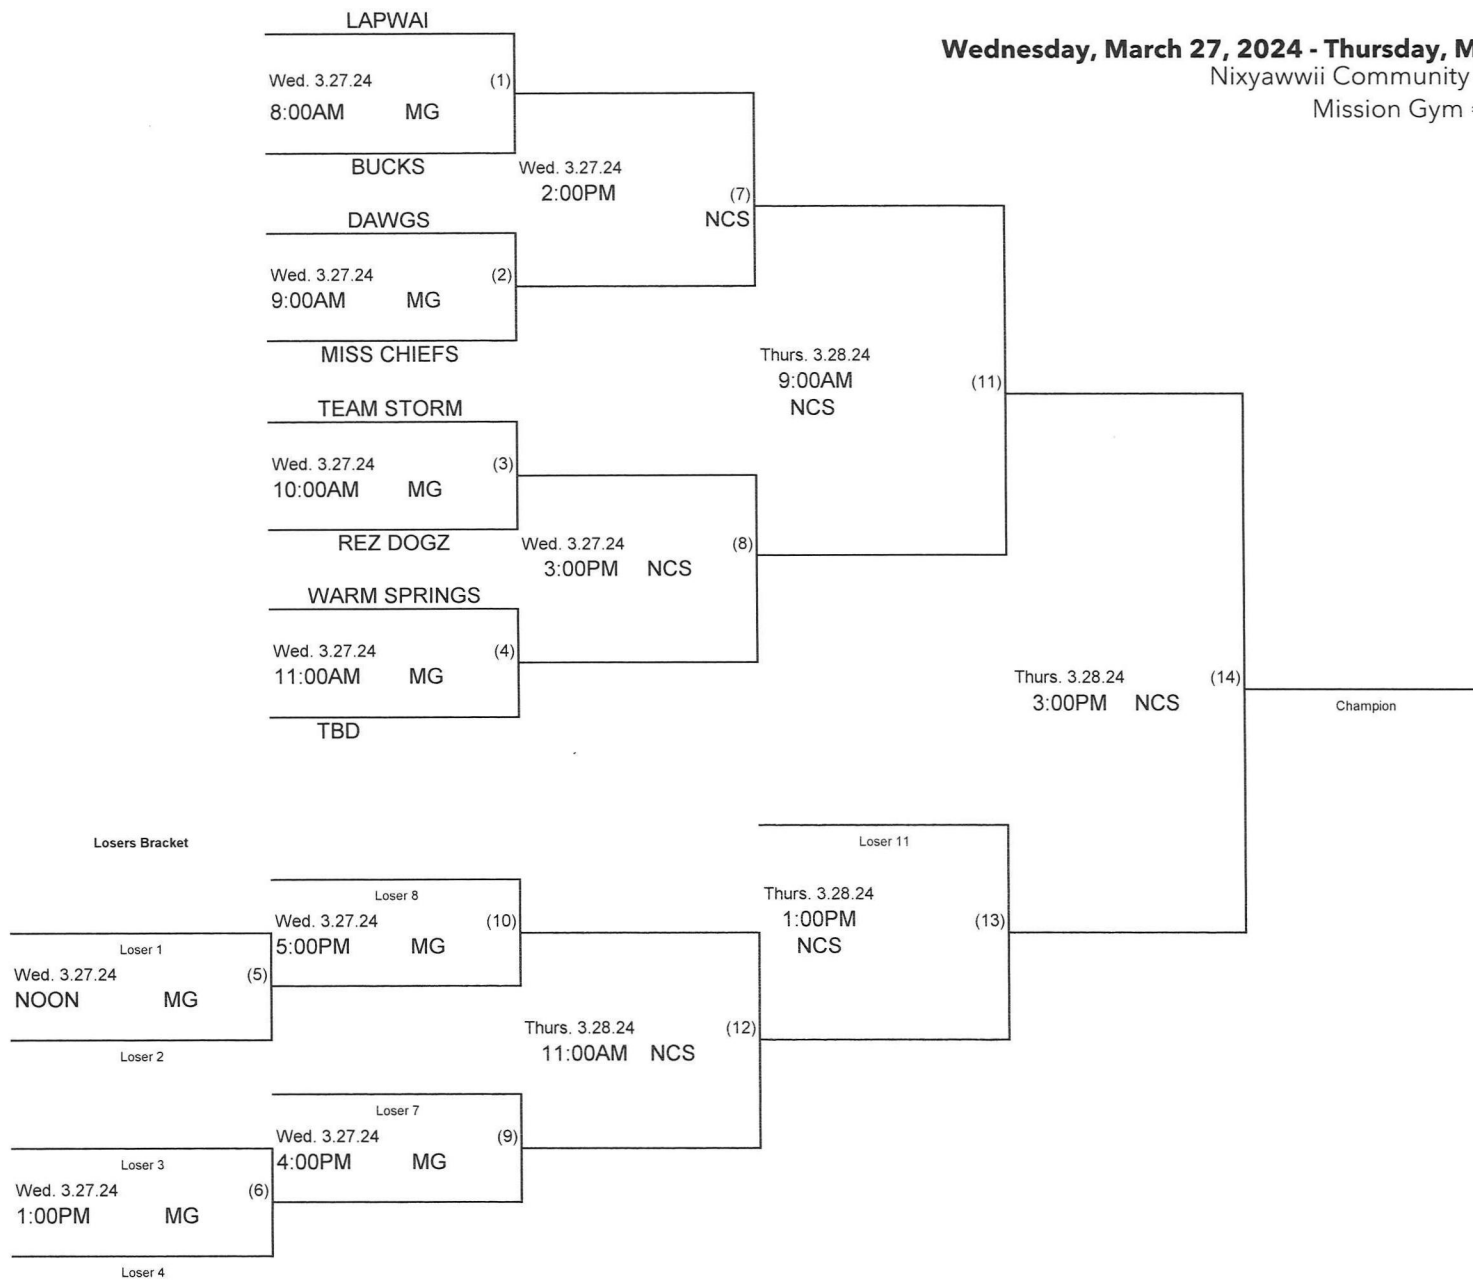 LAPWAI
Wednesday, March 27, 2024 - Thursday, M
Nixyawwii Community
Mission Gym =
Wed. 3.27.24 (1)
8:00AM MG
BUCKS
Wed. 3.27.24
2:00PM (7)
NCS
DAWGS
Wed. 3.27.24 (2)
9:00AM MG
MISS CHIEFS
Thurs. 3.28.24
9:00AM (11)
NCS
TEAM STORM
Wed. 3.27.24 (3)
10:00AM MG
REZ DOGZ
Wed. 3.27.24 (8)
3:00PM NCS
WARM SPRINGS
Wed. 3.27.24 (4)
11:00AM MG
TBD
Thurs. 3.28.24 (14)
3:00PM NCS
Champion
Losers Bracket
Loser 11
Thurs. 3.28.24
1:00PM (13)
NCS
Loser 8
Wed. 3.27.24 (10)
5:00PM MG
Loser 1
Wed. 3.27.24 (5)
NOON MG
Loser 2
Thurs. 3.28.24 (12)
11:00AM NCS
Loser 7
Wed. 3.27.24 (9)
4:00PM MG
Loser 3
Wed. 3.27.24 (6)
1:00PM MG
Loser 4